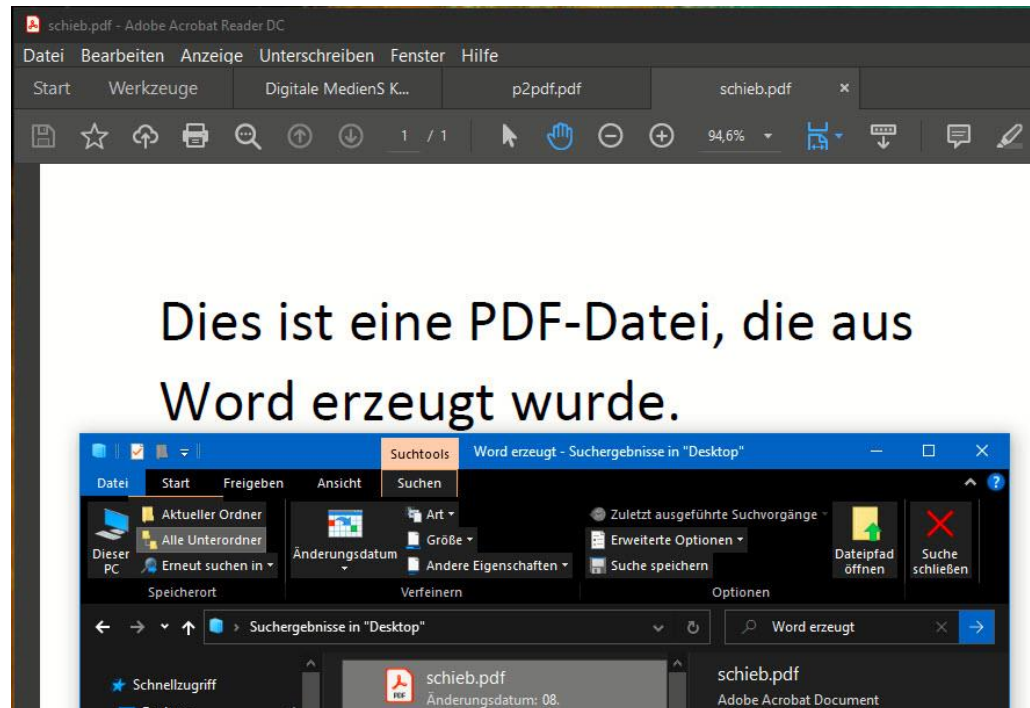 schieb.pdf - Adobe Acrobat Reader DC
Datei Bearbeiten Anzeige Unterschreiben Fenster Hilfe
Start Werkzeuge Digitale MedienS K... p2pdf.pdf schieb.pdf ×
1 / 1 94,6%
Dies ist eine PDF-Datei, die aus
Word erzeugt wurde.
Suchtools Word erzeugt - Suchergebnisse in "Desktop"
Datei Start Freigeben Ansicht Suchen
Dieser PC
Aktueller Ordner
Alle Unterordner
Erneut suchen in
Speicherort
Änderungsdatum
Art
Größe
Andere Eigenschaften
Verfeinern
Zuletzt ausgeführte Suchvorgänge
Erweiterte Optionen
Suche speichern
Dateipfad öffnen
Optionen
Suche schließen
Suchergebnisse in "Desktop" Word erzeugt
Schnellzugriff
PDF
schieb.pdf
Änderungsdatum: 08.
schieb.pdf
Adobe Acrobat Document